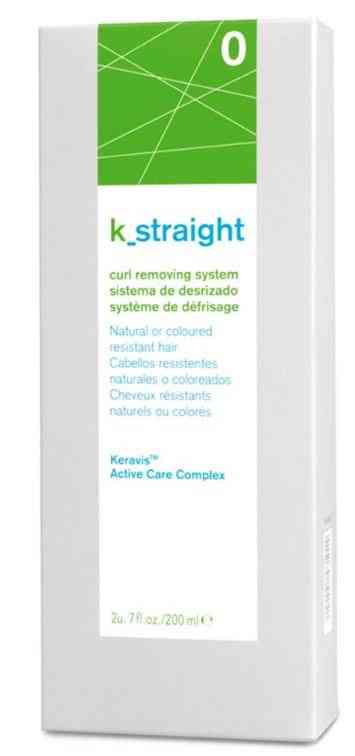 0
k_straight
curl removing system
sistema de desrizado
système de défrisage
Natural or coloured
resistant hair
Cabellos resistentes
naturales o coloreados
Cheveux résistants
naturels ou colorés
Keravis™
Active Care Complex
2u. 7 fl.oz./200 ml ℮